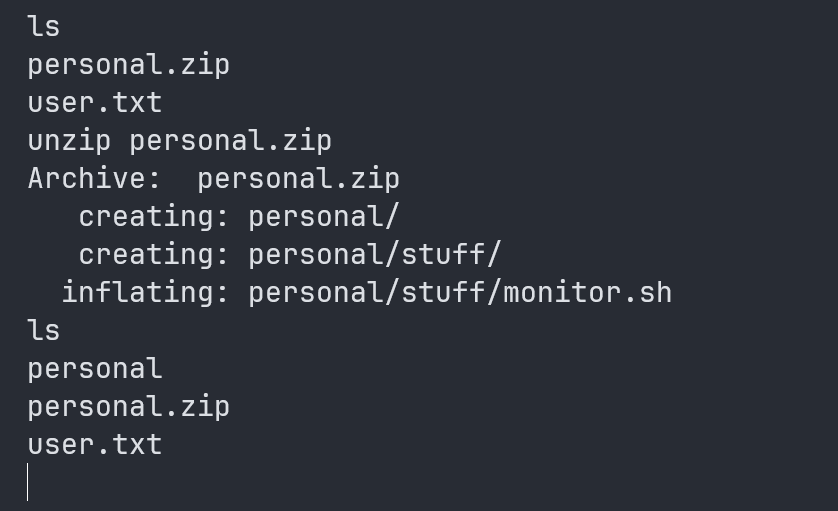 ls
personal.zip
user.txt
unzip personal.zip
Archive:  personal.zip
   creating: personal/
   creating: personal/stuff/
  inflating: personal/stuff/monitor.sh
ls
personal
personal.zip
user.txt